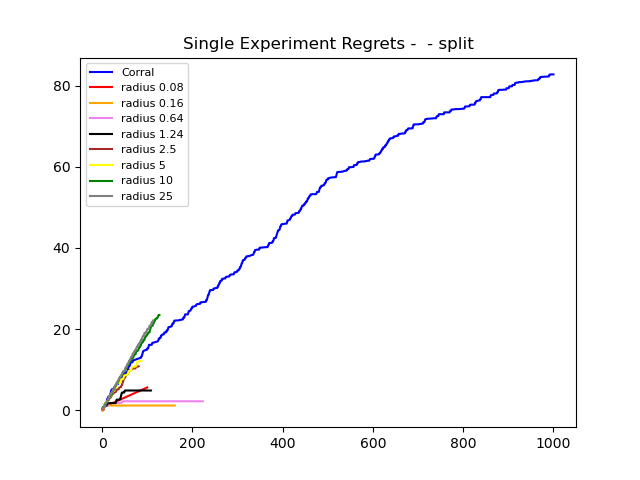 Single Experiment Regrets -  - split
Corral
radius 0.08
radius 0.16
radius 0.64
radius 1.24
radius 2.5
radius 5
radius 10
radius 25
80
60
40
20
0
0 200 400 600 800 1000